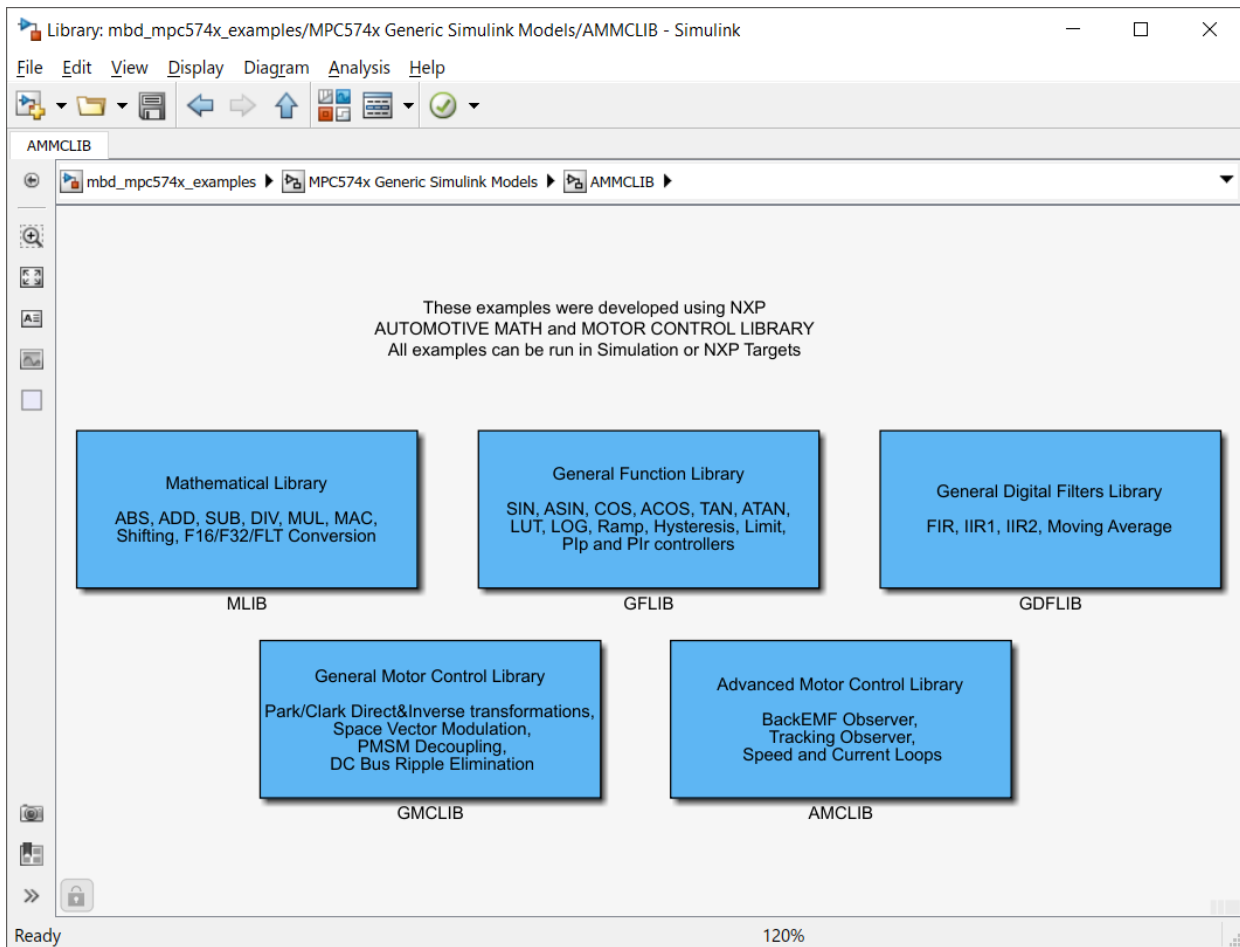 Library: mbd_mpc574x_examples/MPC574x Generic Simulink Models/AMMCLIB - Simulink
File Edit View Display Diagram Analysis Help
AMMCLIB
mbd_mpc574x_examples MPC574x Generic Simulink Models AMMCLIB
These examples were developed using NXP
AUTOMOTIVE MATH and MOTOR CONTROL LIBRARY
All examples can be run in Simulation or NXP Targets
Mathematical Library
ABS, ADD, SUB, DIV, MUL, MAC,
Shifting, F16/F32/FLT Conversion
MLIB
General Function Library
SIN, ASIN, COS, ACOS, TAN, ATAN,
LUT, LOG, Ramp, Hysteresis, Limit,
PIp and PIr controllers
GFLIB
General Digital Filters Library
FIR, IIR1, IIR2, Moving Average
GDFLIB
General Motor Control Library
Park/Clark Direct&Inverse transformations,
Space Vector Modulation,
PMSM Decoupling,
DC Bus Ripple Elimination
GMCLIB
Advanced Motor Control Library
BackEMF Observer,
Tracking Observer,
Speed and Current Loops
AMCLIB
Ready 120%